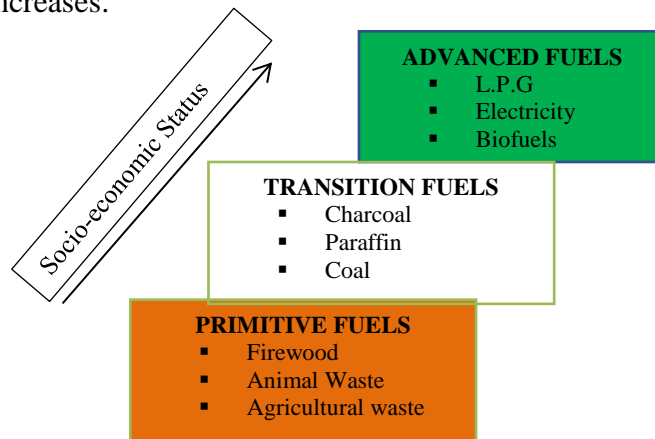 increases.
ADVANCED FUELS
▪ L.P.G
▪ Electricity
▪ Biofuels
Socio-economic Status
TRANSITION FUELS
▪ Charcoal
▪ Paraffin
▪ Coal
PRIMITIVE FUELS
▪ Firewood
▪ Animal Waste
▪ Agricultural waste